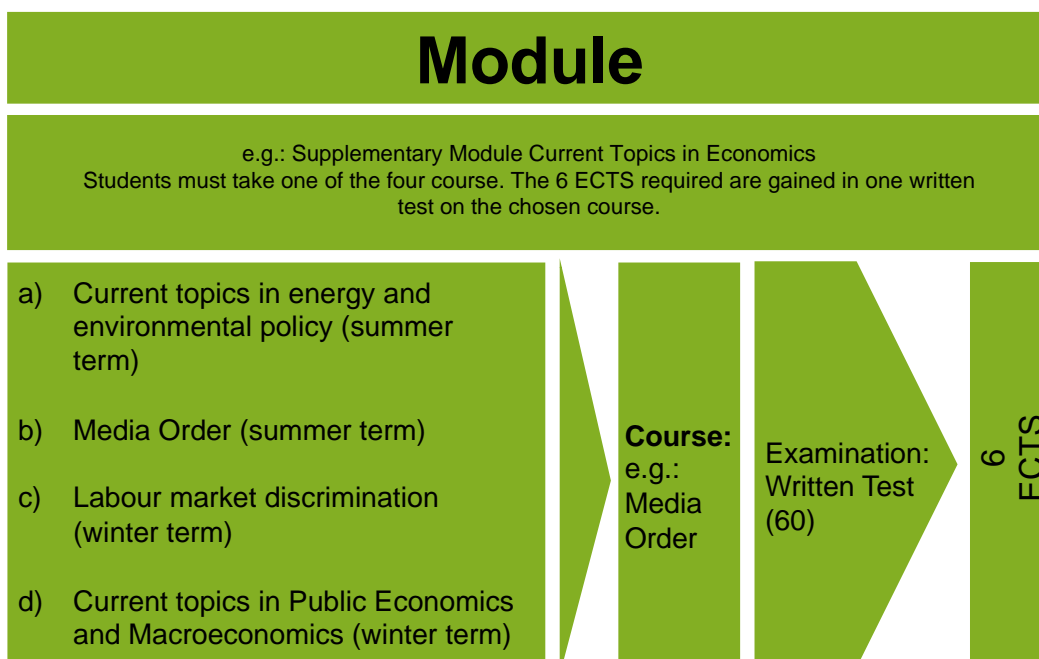 Module
e.g.: Supplementary Module Current Topics in Economics
Students must take one of the four course. The 6 ECTS required are gained in one written
test on the chosen course.
a) Current topics in energy and
environmental policy (summer
term)
b) Media Order (summer term)
c) Labour market discrimination
(winter term)
d) Current topics in Public Economics
and Macroeconomics (winter term)
Course:
e.g.:
Media
Order
Examination:
Written Test
(60)
6
ECTS